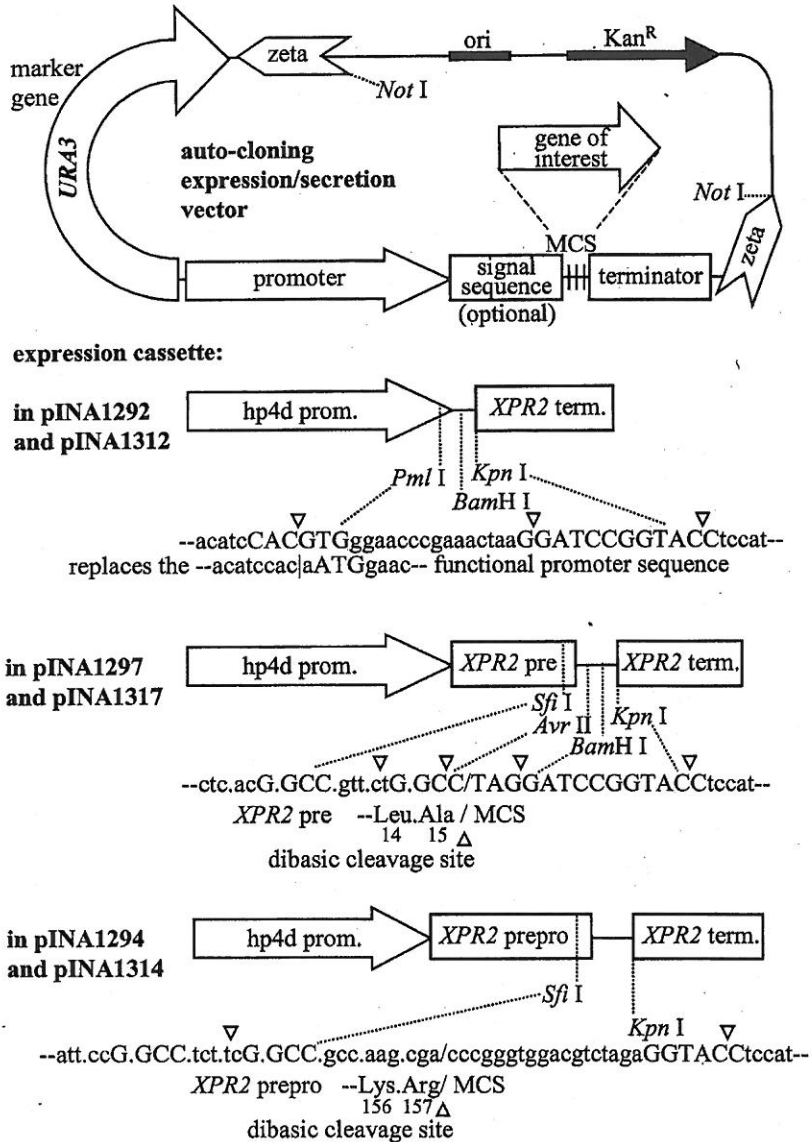 zeta
ori
Kan^R
marker
gene
Not I
URA3
auto-cloning
expression/secretion
vector
gene of
interest
Not I
zeta
MCS
promoter
signal
sequence
terminator
(optional)
expression cassette:
in pINA1292
and pINA1312
hp4d prom.
XPR2 term.
Pml I
Kpn I
BamH I
--acatcCACGTGggaacccgaaactaaGGATCCGGTACCtccat--
replaces the --acatccac|aATGgaac-- functional promoter sequence
in pINA1297
and pINA1317
hp4d prom.
XPR2 pre
XPR2 term.
Sfi I
Avr II
Kpn I
BamH I
--ctc.acG.GCC.gtt.ctG.GCC/TAGGATCCGGTACCtccat--
XPR2 pre --Leu.Ala / MCS
14 15
dibasic cleavage site
in pINA1294
and pINA1314
hp4d prom.
XPR2 prepro
XPR2 term.
Sfi I
Kpn I
--att.ccG.GCC.tct.tcG.GCC.gcc.aag.cga/cccgggtggacgtctagaGGTACCtccat--
XPR2 prepro --Lys.Arg/ MCS
156 157
dibasic cleavage site